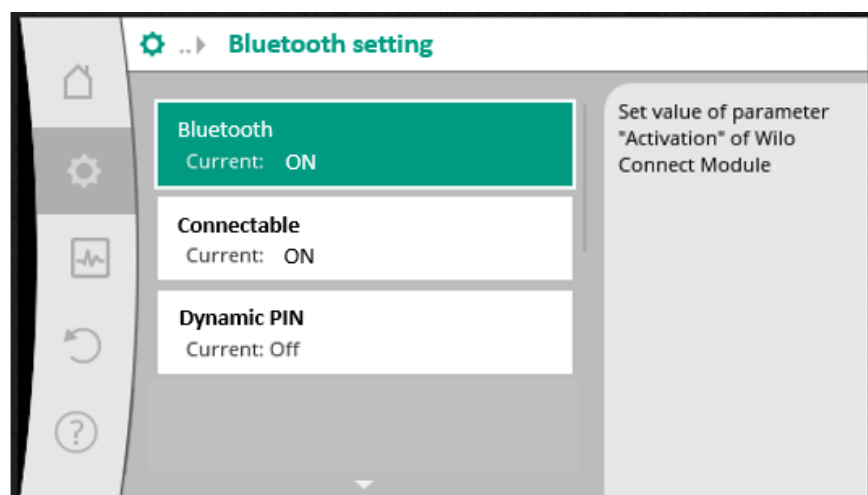 .. Bluetooth setting
Bluetooth
Current: ON
Connectable
Current: ON
Dynamic PIN
Current: Off
Set value of parameter
"Activation" of Wilo
Connect Module
?